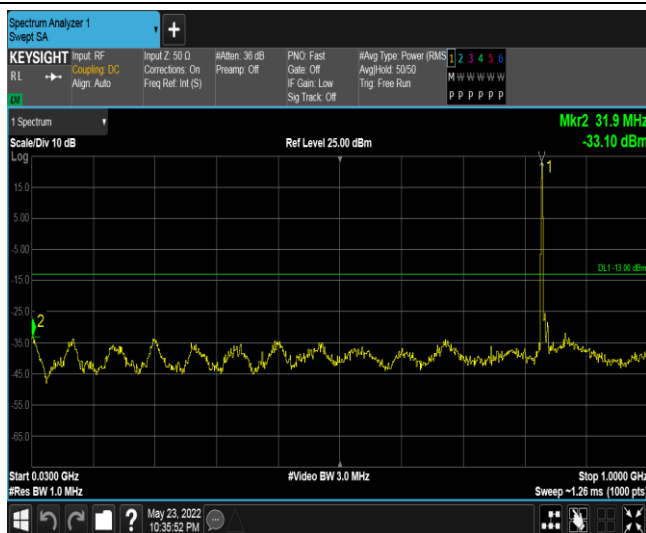 Spectrum Analyzer 1
Swept SA
+
KEYSIGHT Input: RF Input Z: 50 Ω #Atten: 36 dB PNO: Fast #Avg Type: Power (RMS 1 2 3 4 5 6
RL Coupling: DC Corrections: On Preamp: Off Gate: Off Avg|Hold: 50/50 M W W W W W
Align: Auto Freq Ref: Int (S) IF Gain: Low Trig: Free Run
Sig Track: Off P P P P P P
1 Spectrum Mkr2 31.9 MHz
Scale/Div 10 dB Ref Level 25.00 dBm -33.10 dBm
Log
1
15.0
5.00
-5.00
DL1 -13.00 dBm
-15.0
-25.0
2
-35.0
-45.0
-55.0
-65.0
Start 0.0300 GHz #Video BW 3.0 MHz Stop 1.0000 GHz
#Res BW 1.0 MHz Sweep ~1.26 ms (1000 pts)
? May 23, 2022
10:35:52 PM